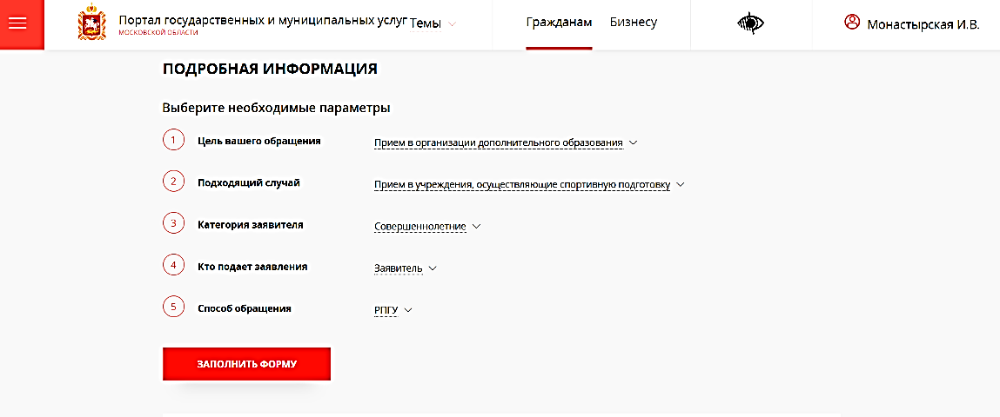 Портал государственных и муниципальных услуг
МОСКОВСКОЙ ОБЛАСТИ
Темы
Гражданам
Бизнесу
Монастырская И.В.
ПОДРОБНАЯ ИНФОРМАЦИЯ
Выберите необходимые параметры
1 Цель вашего обращения Прием в организации дополнительного образования
2 Подходящий случай Прием в учреждения, осуществляющие спортивную подготовку
3 Категория заявителя Совершеннолетние
4 Кто подает заявления Заявитель
5 Способ обращения РПГУ
ЗАПОЛНИТЬ ФОРМУ